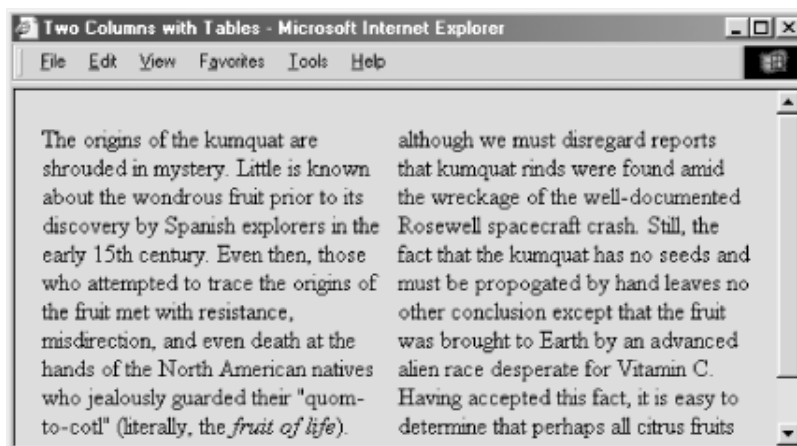 Two Columns with Tables - Microsoft Internet Explorer
File Edit View Favorites Tools Help
The origins of the kumquat are
shrouded in mystery. Little is known
about the wondrous fruit prior to its
discovery by Spanish explorers in the
early 15th century. Even then, those
who attempted to trace the origins of
the fruit met with resistance,
misdirection, and even death at the
hands of the North American natives
who jealously guarded their "quom-
to-cotl" (literally, the fruit of life).
although we must disregard reports
that kumquat rinds were found amid
the wreckage of the well-documented
Rosewell spacecraft crash. Still, the
fact that the kumquat has no seeds and
must be propogated by hand leaves no
other conclusion except that the fruit
was brought to Earth by an advanced
alien race desperate for Vitamin C.
Having accepted this fact, it is easy to
determine that perhaps all citrus fruits